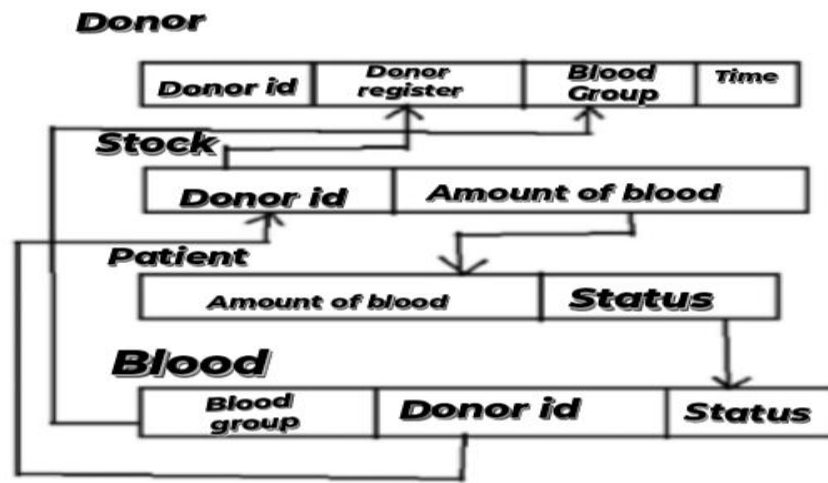 Donor
Donor id
Donor
register
Blood
Group
Time
Stock
Donor id
Amount of blood
Patient
Amount of blood
Status
Blood
Blood
group
Donor id
Status